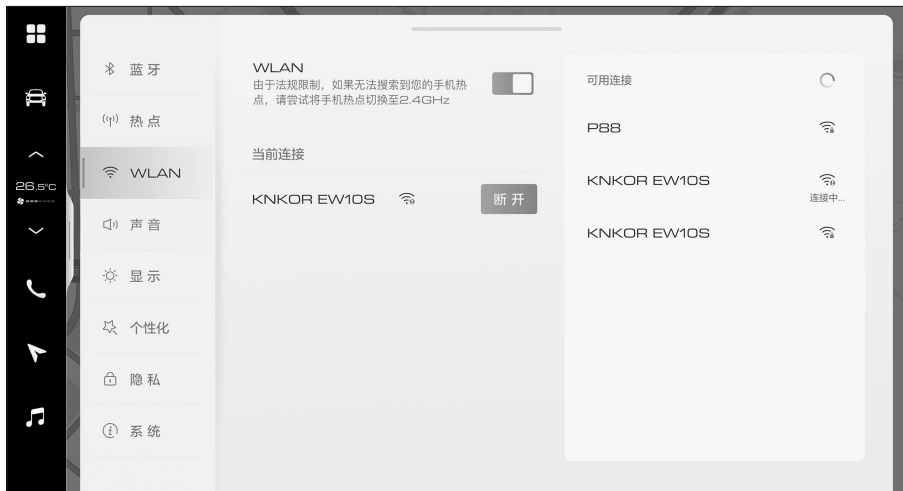 26.5°C
蓝牙
热点
WLAN
声音
显示
个性化
隐私
系统
WLAN
由于法规限制，如果无法搜索到您的手机热
点，请尝试将手机热点切换至2.4GHz
当前连接
KNKOR EW10S
断开
可用连接
P88
KNKOR EW10S
连接中...
KNKOR EW10S